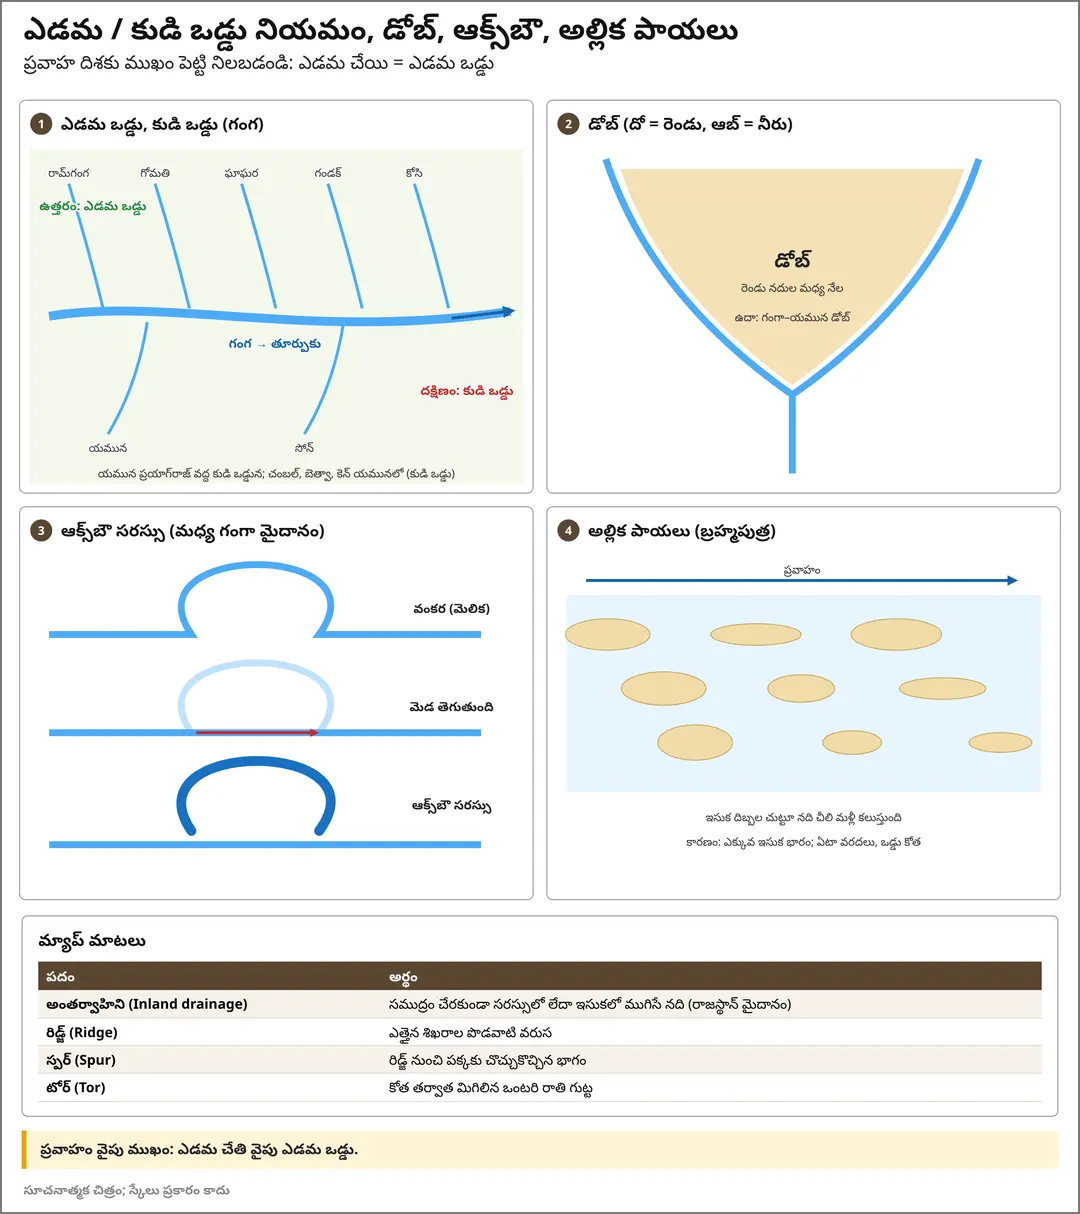 ఎడమ / కుడి ఒడ్డు నియమం, డోబ్, ఆక్స్‌బౌ, అల్లిక పాయలు
ప్రవాహ దిశకు ముఖం పెట్టి నిలబడండి: ఎడమ చేయి = ఎడమ ఒడ్డు
1 ఎడమ ఒడ్డు, కుడి ఒడ్డు (గంగ)
రామ్‌గంగ గోమతి ఘాఘర గండక్ కోసి
ఉత్తరం: ఎడమ ఒడ్డు
గంగ → తూర్పుకు
దక్షిణం: కుడి ఒడ్డు
యమున సోన్
యమున ప్రయాగ్‌రాజ్ వద్ద కుడి ఒడ్డున; చంబల్, బెత్వా, కెన్ యమునలో (కుడి ఒడ్డు)
2 డోబ్ (దో = రెండు, ఆబ్ = నీరు)
డోబ్
రెండు నదుల మధ్య నేల
ఉదా: గంగా–యమున డోబ్
3 ఆక్స్‌బౌ సరస్సు (మధ్య గంగా మైదానం)
వంకర (మెలిక)
మెడ తెగుతుంది
ఆక్స్‌బౌ సరస్సు
4 అల్లిక పాయలు (బ్రహ్మపుత్ర)
ప్రవాహం
ఇసుక దిబ్బల చుట్టూ నది చీలి మళ్లీ కలుస్తుంది
కారణం: ఎక్కువ ఇసుక భారం; ఏటా వరదలు, ఒడ్డు కోత
మ్యాప్ మాటలు
పదం అర్థం
అంతర్వాహిని (Inland drainage) సముద్రం చేరకుండా సరస్సులో లేదా ఇసుకలో ముగిసే నది (రాజస్థాన్ మైదానం)
రిడ్జ్ (Ridge) ఎత్తైన శిఖరాల పొడవాటి వరుస
స్పర్ (Spur) రిడ్జ్ నుంచి పక్కకు చొచ్చుకొచ్చిన భాగం
టోర్ (Tor) కోత తర్వాత మిగిలిన ఒంటరి రాతి గుట్ట
ప్రవాహం వైపు ముఖం: ఎడమ చేతి వైపు ఎడమ ఒడ్డు.
సూచనాత్మక చిత్రం; స్కేలు ప్రకారం కాదు